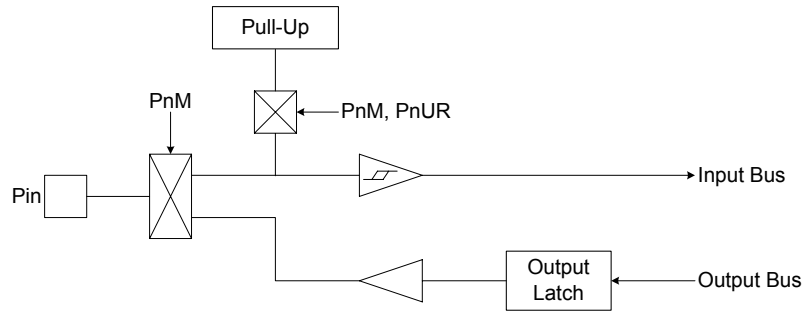 Pull-Up
PnM
PnM, PnUR
Pin
Input Bus
Output
Latch
Output Bus